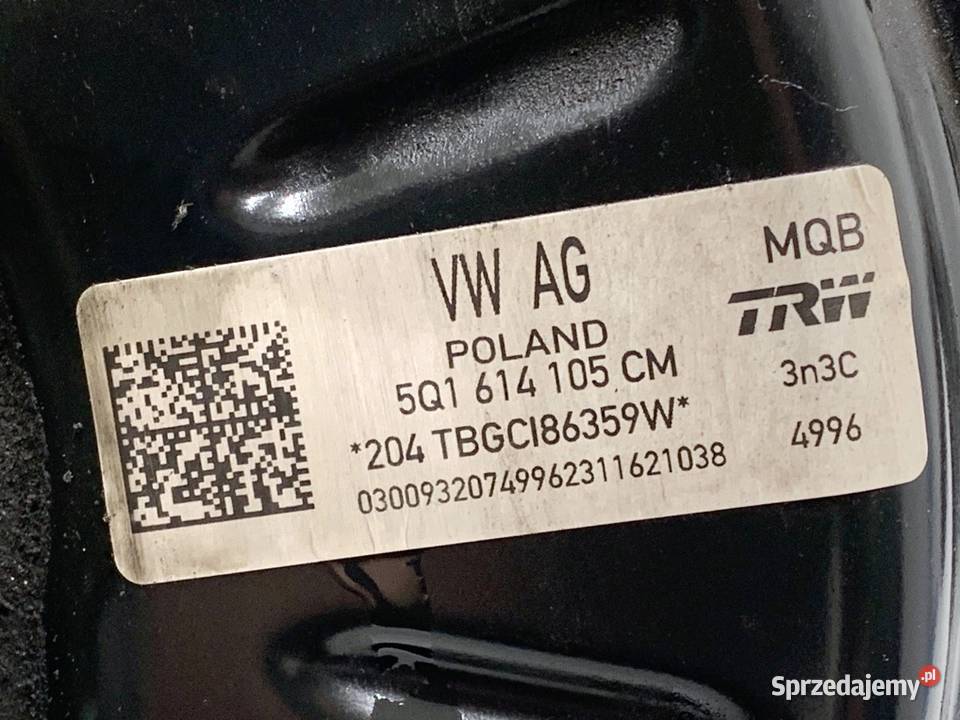 VW AG
MQB
TRW
POLAND
5Q1 614 105 CM
3n3C
*204 TBGCI86359W*
4996
03009320749962311621038
Sprzedajemy.pl